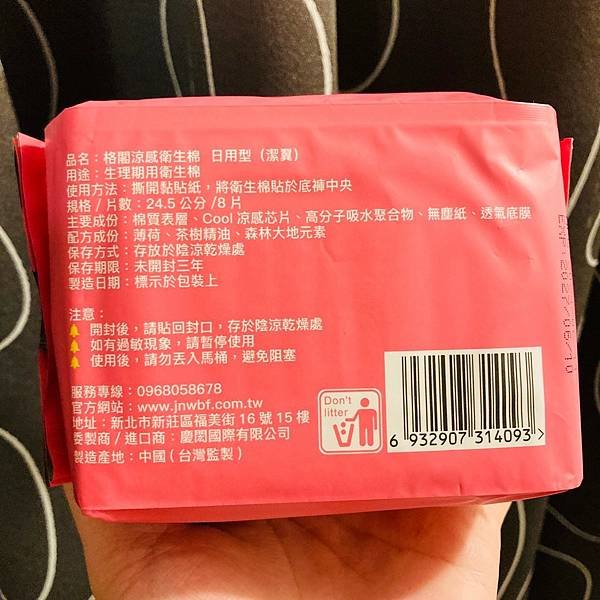 品名：格閣涼感衛生棉 日用型（潔翼）
用途：生理期用衛生棉
使用方法：撕開黏貼紙，將衛生棉貼於底褲中央
規格 / 片數：24.5 公分 /8 片
主要成份：棉質表層、Cool 涼感芯片、高分子吸水聚合物、無塵紙、透氣底膜
配方成份：薄荷、茶樹精油、森林大地元素
保存方式：存放於陰涼乾燥處
保存期限：未開封三年
製造日期：標示於包裝上
注意：
開封後，請貼回封口，存於陰涼乾燥處
如有過敏現象，請暫停使用
使用後，請勿丟入馬桶，避免阻塞
服務專線：0968058678
官方網站：www.jnwbf.com.tw
地址：新北市新莊區福美街 16 號 15 樓
委製商 / 進口商：慶閎國際有限公司
製造產地：中國 ( 台灣監製 )
Don't
litter
6 932907 314093 >
EXP: 2027/06/10